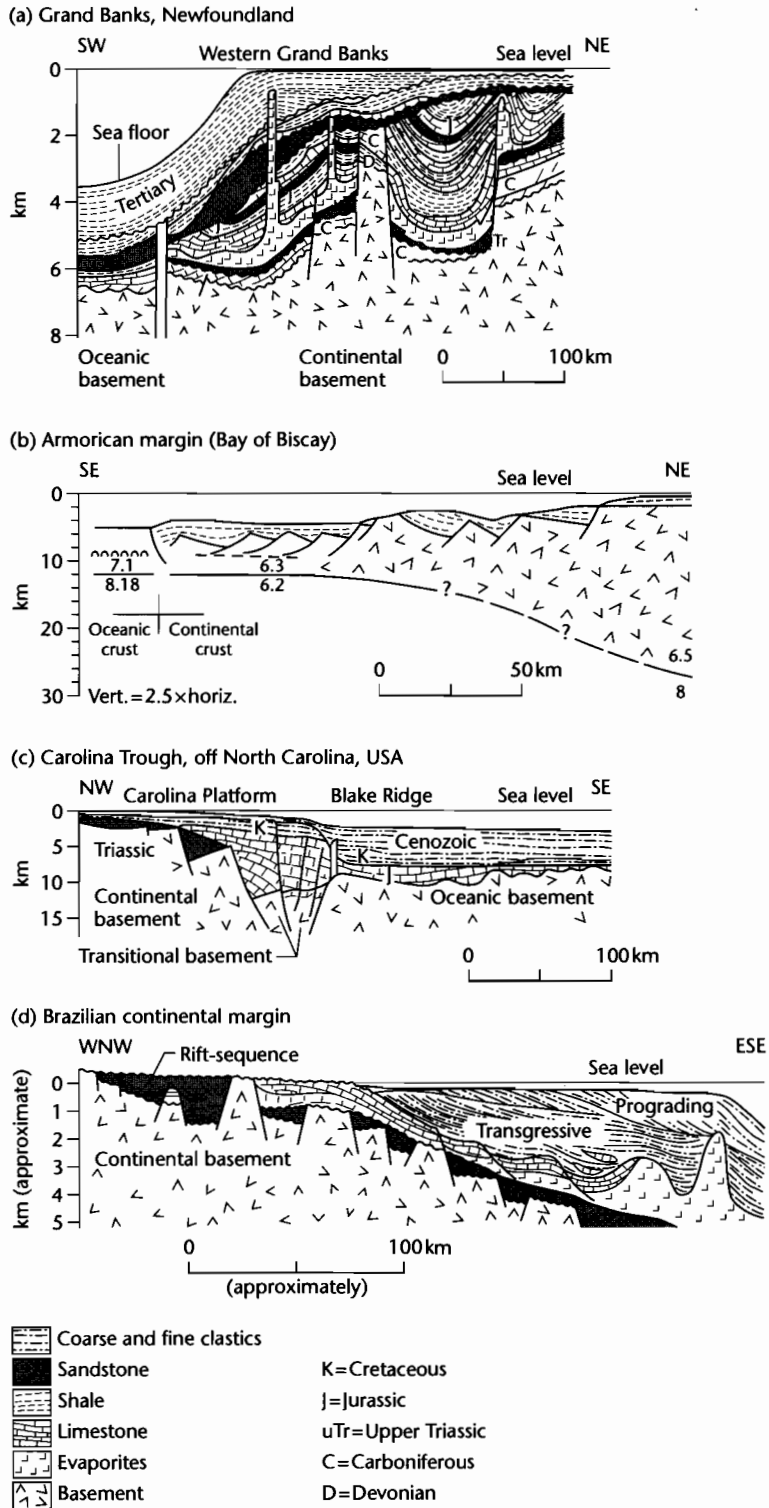 (a) Grand Banks, Newfoundland
SW Western Grand Banks Sea level NE
0
Sea floor
2
Tertiary
4
km
6
8
J
C
D
J
C
C
Tr
C
Oceanic basement
Continental basement
0 100 km
(b) Armorican margin (Bay of Biscay)
SE Sea level NE
0
10
km
20
30
7.1 6.3
8.18 6.2
Oceanic crust
Continental crust
? ?
6.5
8
0 50 km
Vert. = 2.5 × horiz.
(c) Carolina Trough, off North Carolina, USA
NW Carolina Platform Blake Ridge Sea level SE
0
5
km
10
15
K
Triassic
Cenozoic
K
J
Continental basement
Oceanic basement
Transitional basement
0 100 km
(d) Brazilian continental margin
WNW ESE
Rift-sequence
Sea level
0
1
2
3
4
5
km (approximate)
Prograding
Transgressive
Continental basement
0 100 km
(approximately)
Coarse and fine clastics
Sandstone K = Cretaceous
Shale J = Jurassic
Limestone uTr = Upper Triassic
Evaporites C = Carboniferous
Basement D = Devonian